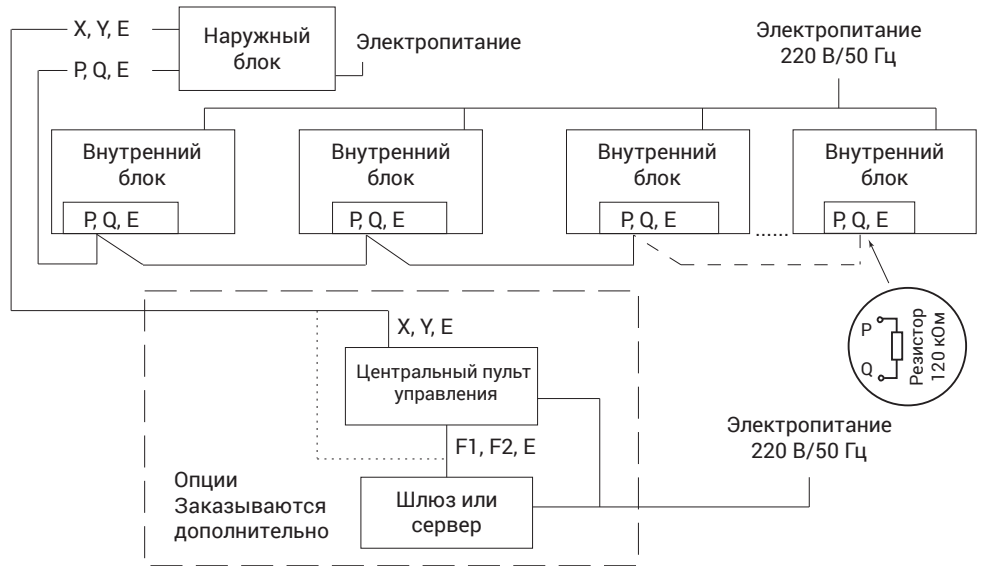 X, Y, E
P, Q, E
Наружный
блок
Электропитание
Электропитание
220 В/50 Гц
Внутренний
блок
P, Q, E
Внутренний
блок
P, Q, E
Внутренний
блок
P, Q, E
Внутренний
блок
P, Q, E
P
Q
Резистор
120 кОм
X, Y, E
Центральный пульт
управления
F1, F2, E
Шлюз или
сервер
Опции
Заказываются
дополнительно
Электропитание
220 В/50 Гц